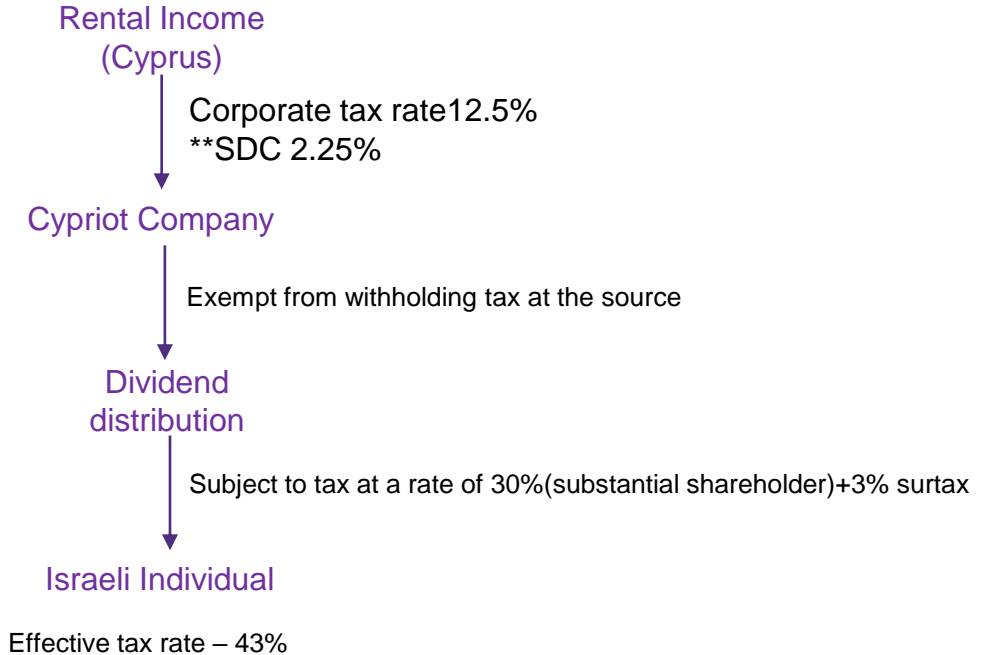 Rental Income
(Cyprus)
Corporate tax rate12.5%
**SDC 2.25%
Cypriot Company
Exempt from withholding tax at the source
Dividend
distribution
Subject to tax at a rate of 30%(substantial shareholder)+3% surtax
Israeli Individual
Effective tax rate – 43%